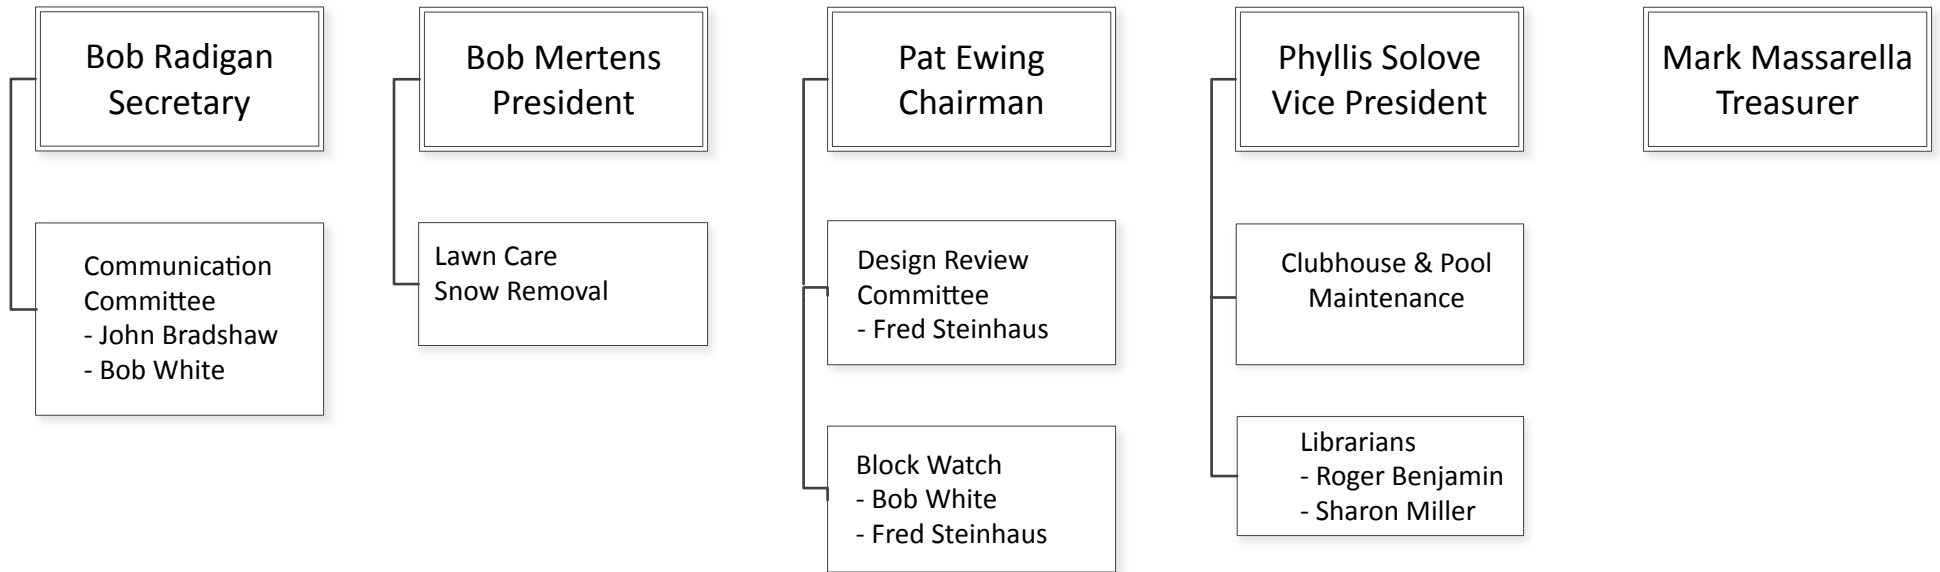 Bob Radigan
Secretary
Bob Mertens
President
Pat Ewing
Chairman
Phyllis Solove
Vice President
Mark Massarella
Treasurer
Communication
Committee
- John Bradshaw
- Bob White
Lawn Care
Snow Removal
Design Review
Committee
- Fred Steinhaus
Clubhouse & Pool
Maintenance
Block Watch
- Bob White
- Fred Steinhaus
Librarians
- Roger Benjamin
- Sharon Miller